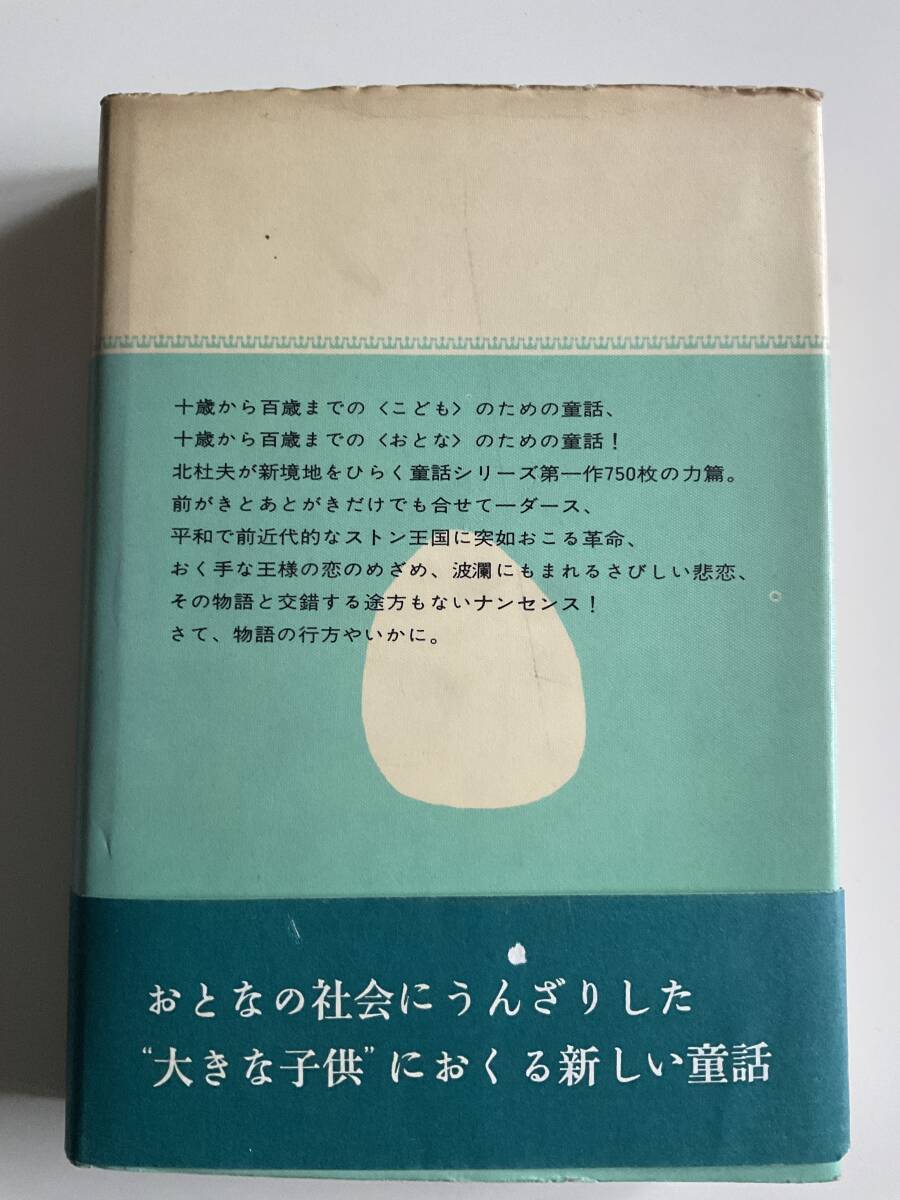 十歳から百歳までの〈こども〉のための童話、
十歳から百歳までの〈おとな〉のための童話！
北杜夫が新境地をひらく童話シリーズ第一作750枚の力篇。
前がきとあとがきだけでも合せて一ダース、
平和で前近代的なストン王国に突如おこる革命、
おく手な王様の恋のめざめ、波瀾にもまれるさびしい悲恋、
その物語と交錯する途方もないナンセンス！
さて、物語の行方やいかに。
おとなの社会にうんざりした
“大きな子供”におくる新しい童話